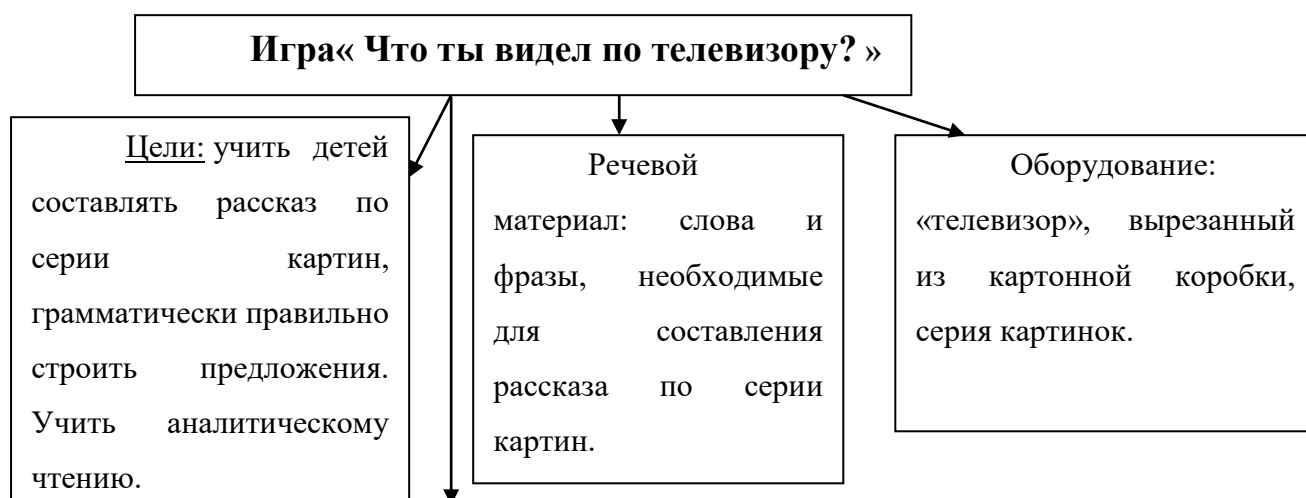 Игра« Что ты видел по телевизору? »
Цели: учить детей
составлять рассказ по
серии картин,
грамматически правильно
строить предложения.
Учить аналитическому
чтению.
Речевой
материал: слова и
фразы, необходимые
для составления
рассказа по серии
картин.
Оборудование:
«телевизор», вырезанный
из картонной коробки,
серия картинок.